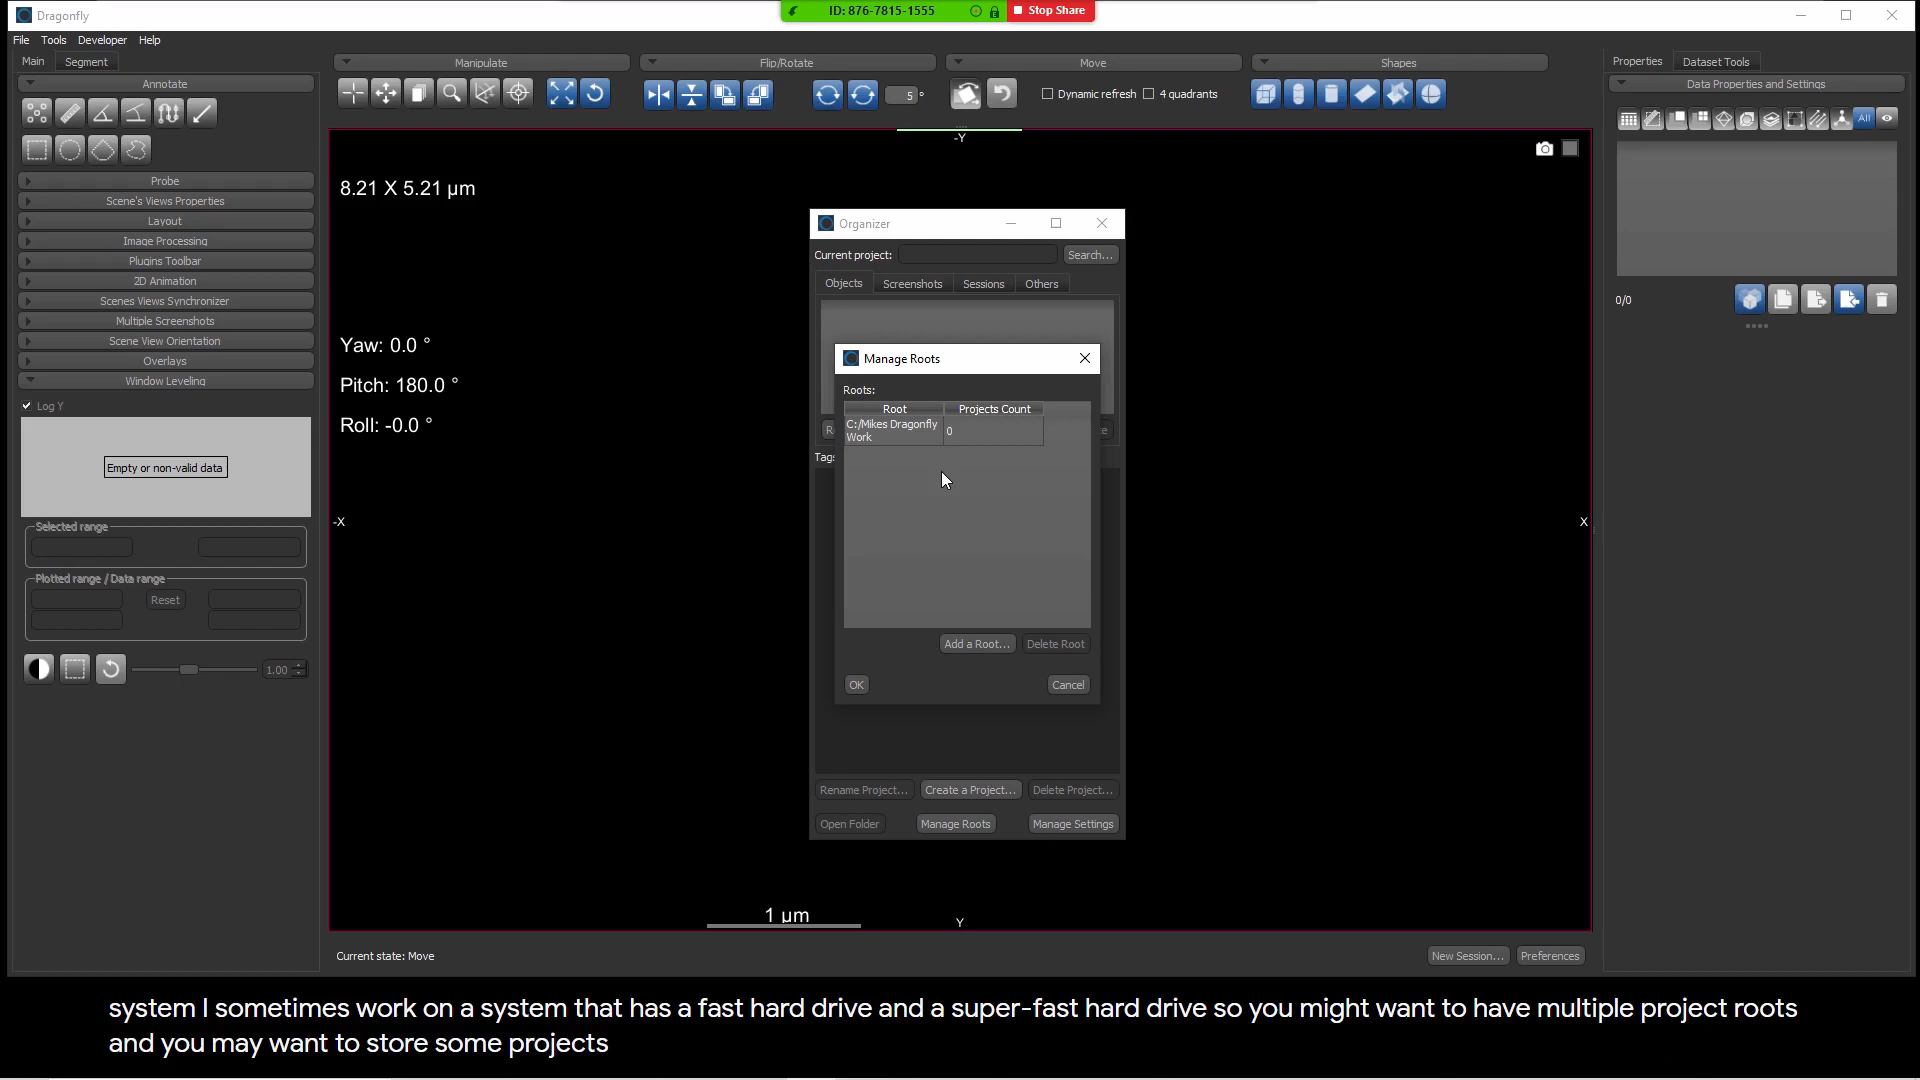 Dragonfly
ID: 876-7815-1555
Stop Share
File Tools Developer Help
Main Segment
Annotate
Probe
Scene's Views Properties
Layout
Image Processing
Plugins Toolbar
2D Animation
Scenes Views Synchronizer
Multiple Screenshots
Scene View Orientation
Overlays
Window Leveling
Log Y
Empty or non-valid data
Selected range
Plotted range / Data range
Reset
1.00
Manipulate
Flip/Rotate
5 °
Move
Dynamic refresh
4 quadrants
Shapes
-Y
8.21 X 5.21 µm
Yaw: 0.0 °
Pitch: 180.0 °
Roll: -0.0 °
-X
X
1 µm
Y
Organizer
Current project:
Search...
Objects Screenshots Sessions Others
Tags
Manage Roots
Roots:
Root Projects Count
C:/Mikes Dragonfly
Work
0
Add a Root... Delete Root
OK Cancel
Rename Project... Create a Project... Delete Project...
Open Folder Manage Roots Manage Settings
Current state: Move
New Session... Preferences
Properties Dataset Tools
Data Properties and Settings
All
0/0
system I sometimes work on a system that has a fast hard drive and a super-fast hard drive so you might want to have multiple project roots
and you may want to store some projects